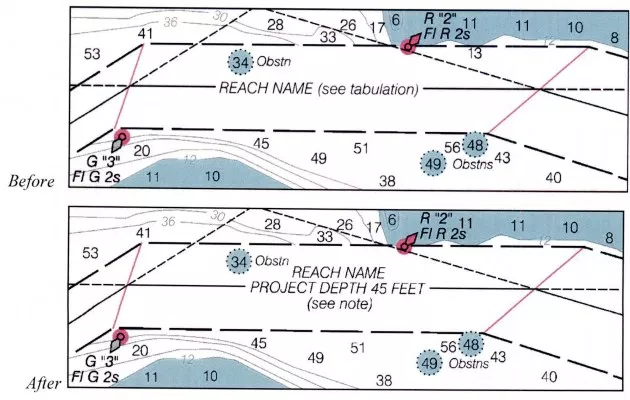 36 30 28 26 17 6 R "2" 11 11 10
41 33 Fl R 2s 12 8
53 34 Obstn 13
REACH NAME (see tabulation)
G "3" 20 45 51 56 48
Fl G 2s 12 49 49 Obstns 43
Before 11 10 38 40
36 30 28 26 17 R "2" 11 11 10
41 33 Fl R 2s 12 8
53 34 Obstn
REACH NAME
PROJECT DEPTH 45 FEET
(see note)
G "3" 20 45 51 56 48
Fl G 2s 12 49 49 Obstns 43
After 11 10 38 40